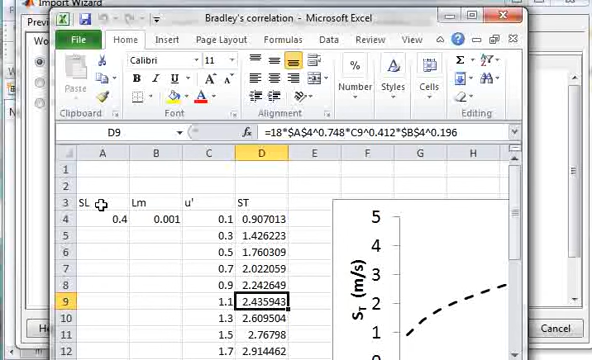 Import Wizard
Bradley's correlation - Microsoft Excel
File Home Insert Page Layout Formulas Data Review View
Paste
Calibri 11
B I U
A A
A
%
Number
A
Styles
Cells
Σ
Clipboard Font Alignment Editing
D9 fx =18*$A$4^0.748*C9^0.412*$B$4^0.196
A B C D E F G H
1
2
3 SL Lm u' ST
4 0.4 0.001 0.1 0.907013
5 0.3 1.426223
6 0.5 1.760309
7 0.7 2.022059
8 0.9 2.242649
9 1.1 2.435943
10 1.3 2.609504
11 1.5 2.76798
12 1.7 2.914462
5
4
3
2
1
0
ST (m/s)
Cancel